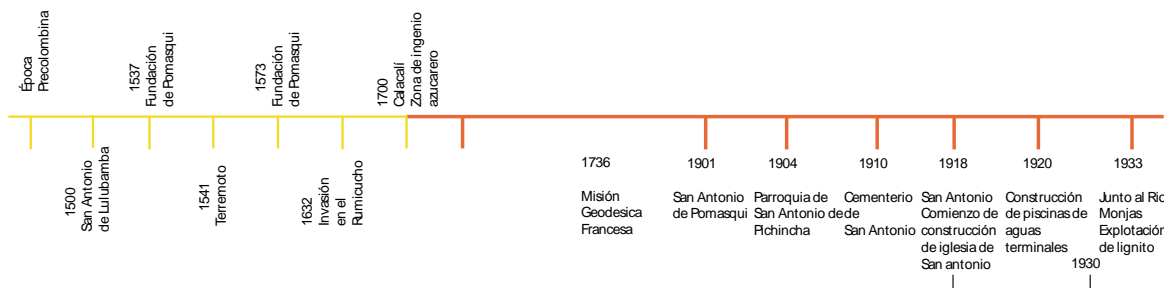 Época
Precolombina
1500
San Antonio
de Lulubamba
1537
Fundación
de Pomasqui
1541
Terremoto
1573
Fundación
de Pomasqui
1632
Invasión
en el
Rumicucho
1700
Calacalí
Zona de ingenio
azucarero
1736
Misión
Geodesica
Francesa
1901
San Antonio
de Pomasqui
1904
Parroquia de
San Antonio de
Pichincha
1910
Cementerio
de
San Antonio
1918
San Antonio
Comienzo de
construcción
de iglesia de
San antonio
1920
Construcción
de piscinas de
aguas
terminales
1930
1933
Junto al Rio
Monjas
Explotación
de lignito